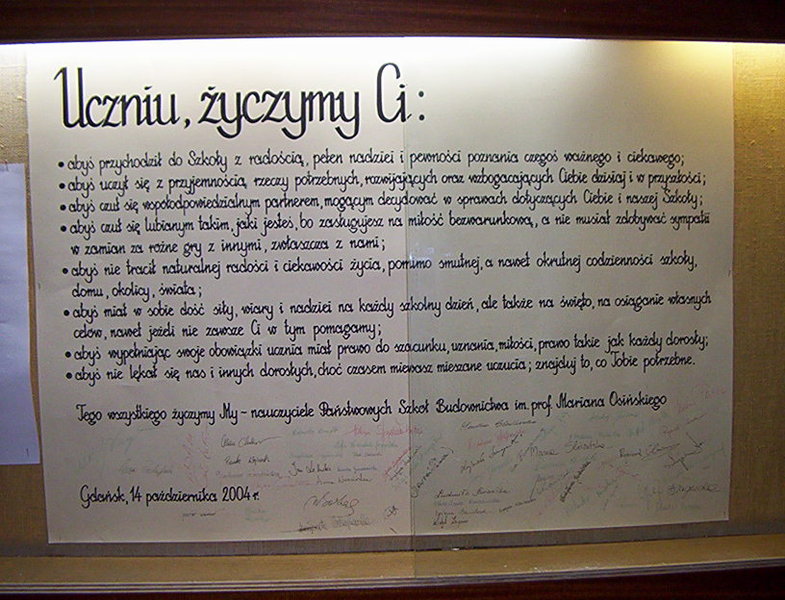 Uczniu, życzymy Ci:
• abyś przychodził do Szkoły z radością, pełen nadziei i pewności poznania czegoś ważnego i ciekawego;
• abyś uczył się z przyjemnością, rzeczy potrzebnych, rozwijających oraz wzbogacających Ciebie dzisiaj i w przyszłości;
• abyś czuł się współodpowiedzialnym partnerem, mogącym decydować w sprawach dotyczących Ciebie i naszej Szkoły;
• abyś czuł się lubianym takim, jaki jesteś, bo zasługujesz na miłość bezwarunkową, a nie musiał zdobywać sympatii
w zamian za różne gry z innymi, zwłaszcza z nami;
• abyś nie tracił naturalnej radości i ciekawości życia, pomimo smutnej, a nawet okrutnej codzienności szkoły,
domu, okolicy, świata;
• abyś miał w sobie dość siły, wiary i nadziei na każdy szkolny dzień, ale także na święto, na osiąganie własnych
celów, nawet jeżeli nie zawsze Ci w tym pomagamy;
• abyś wypełniając swoje obowiązki ucznia miał prawo do szacunku, uznania, miłości, prawo takie jak każdy dorosły;
• abyś nie lękał się nas i innych dorosłych, choć czasem miewasz mieszane uczucia; znajduj to, co Tobie potrzebne.
Tego wszystkiego życzymy My – nauczyciele Państwowych Szkół Budownictwa im. prof. Mariana Osińskiego
Gdańsk, 14 października 2004 r.